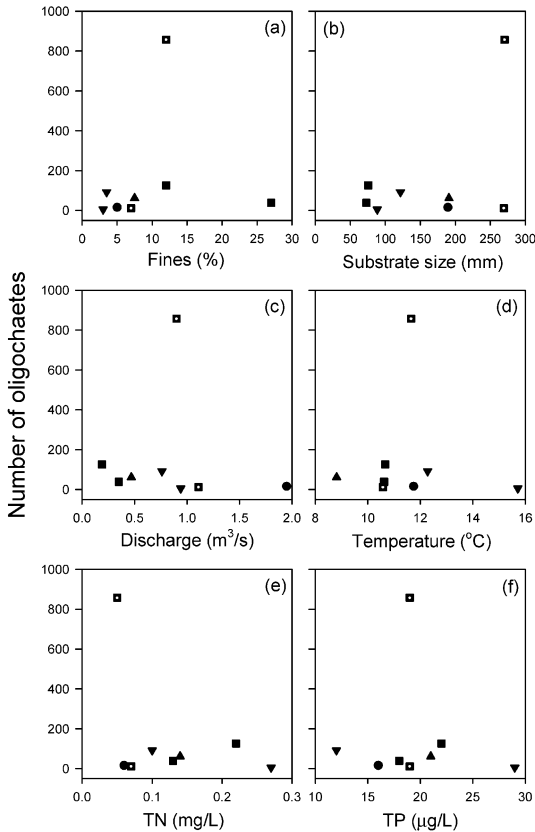 Number of oligochaetes
1000
800
600
400
200
0
(a)
0 5 10 15 20 25 30
Fines (%)
(b)
0 50 100 150 200 250 300
Substrate size (mm)
1000
800
600
400
200
0
(c)
0.0 0.5 1.0 1.5 2.0
Discharge (m³/s)
(d)
8 10 12 14 16
Temperature (°C)
1000
800
600
400
200
0
(e)
0.0 0.1 0.2 0.3
TN (mg/L)
(f)
10 15 20 25 30
TP (μg/L)